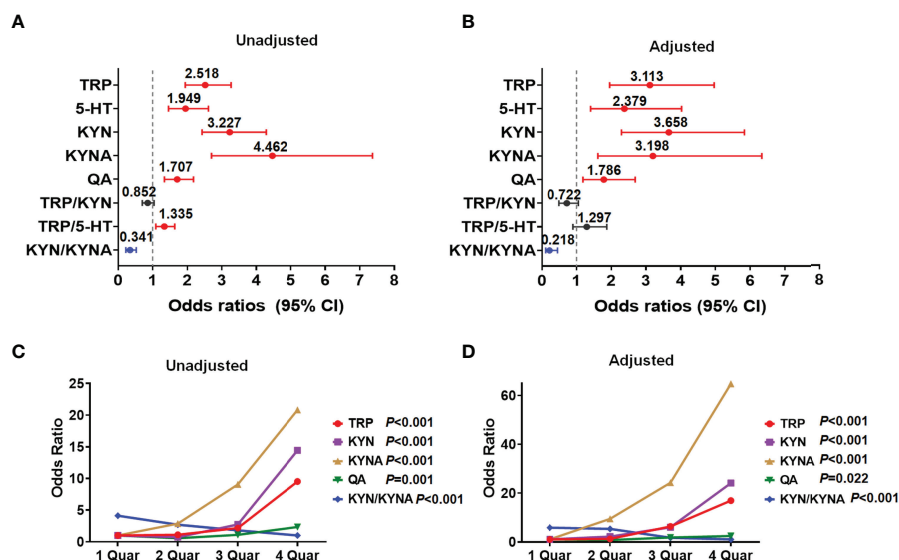 A
Unadjusted
TRP
2.518
5-HT
1.949
KYN
3.227
KYNA
4.462
QA
1.707
TRP/KYN
0.852
TRP/5-HT
1.335
KYN/KYNA
0.341
0 1 2 3 4 5 6 7 8
Odds ratios (95% CI)
B
Adjusted
TRP
3.113
5-HT
2.379
KYN
3.658
KYNA
3.198
QA
1.786
TRP/KYN
0.722
TRP/5-HT
1.297
KYN/KYNA
0.218
0 1 2 3 4 5 6 7 8
Odds ratios (95% CI)
C
Unadjusted
Odds Ratio
25
20
15
10
5
0
1 Quar 2 Quar 3 Quar 4 Quar
TRP P<0.001
KYN P<0.001
KYNA P<0.001
QA P=0.001
KYN/KYNA P<0.001
D
Adjusted
Odds Ratio
60
40
20
0
1 Quar 2 Quar 3 Quar 4 Quar
TRP P<0.001
KYN P<0.001
KYNA P<0.001
QA P=0.022
KYN/KYNA P<0.001